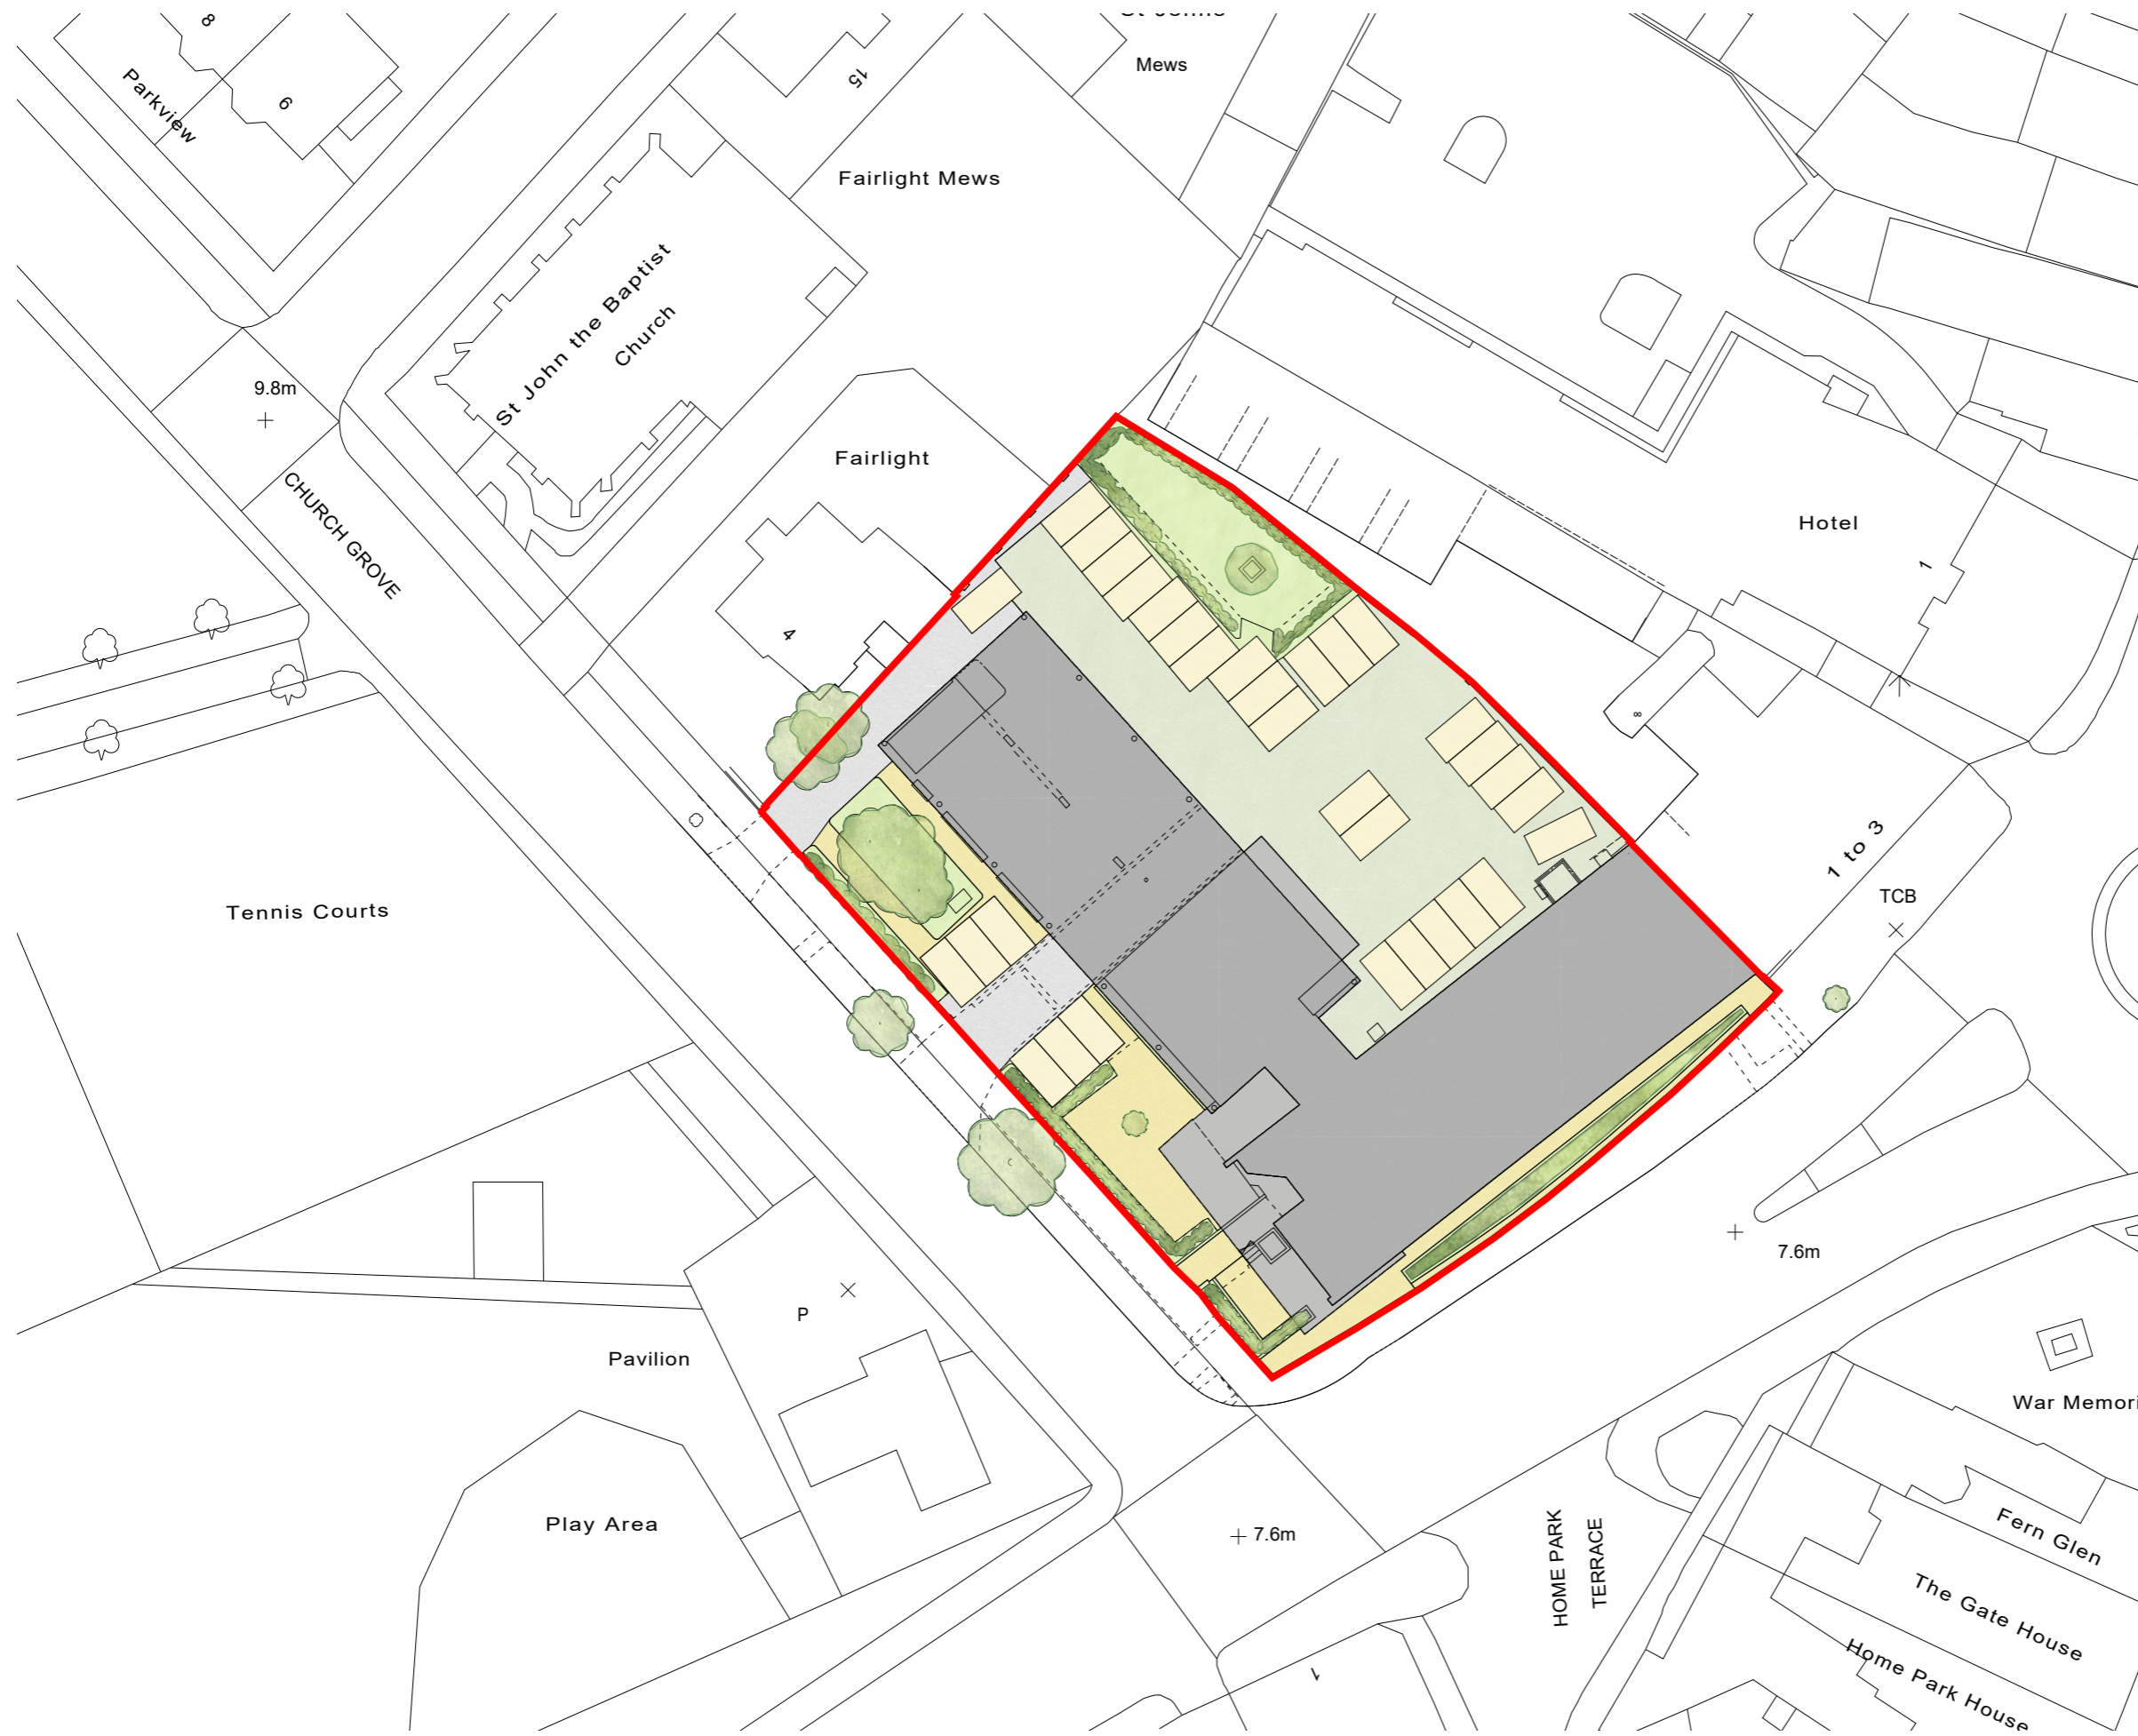 8
Parkview
6
15
Mews
Fairlight Mews
St John the Baptist
Church
9.8m
CHURCH GROVE
Fairlight
4
Hotel
1
8
1 to 3
TCB
Tennis Courts
7.6m
P
Pavilion
Play Area
7.6m
HOME PARK
TERRACE
War Memori
Fern Glen
The Gate House
Home Park House
1